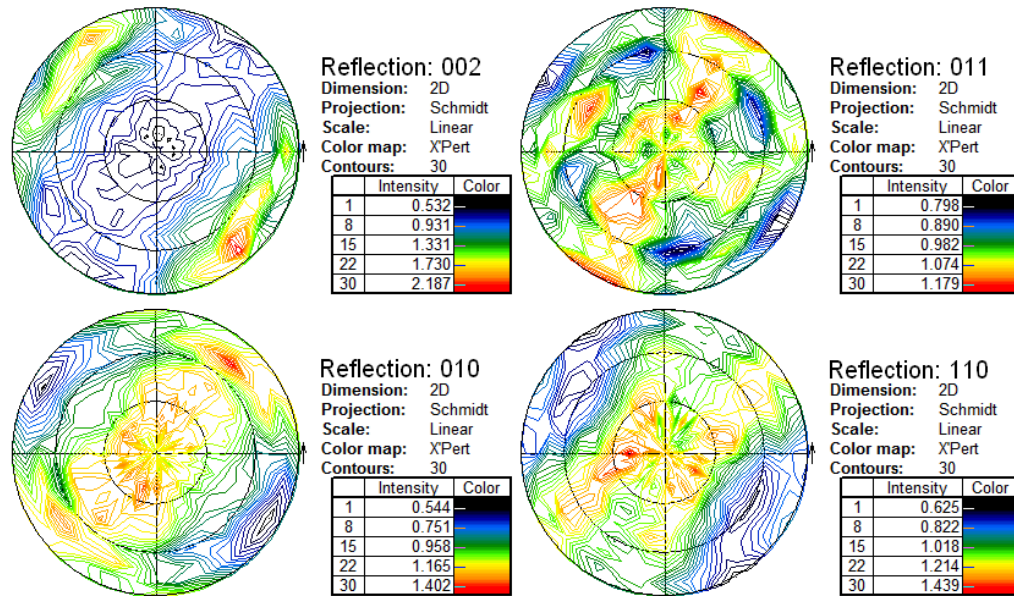 Reflection: 002
Dimension: 2D
Projection: Schmidt
Scale: Linear
Color map: X'Pert
Contours: 30
Intensity Color
1 0.532
8 0.931
15 1.331
22 1.730
30 2.187
Reflection: 011
Dimension: 2D
Projection: Schmidt
Scale: Linear
Color map: X'Pert
Contours: 30
Intensity Color
1 0.798
8 0.890
15 0.982
22 1.074
30 1.179
Reflection: 010
Dimension: 2D
Projection: Schmidt
Scale: Linear
Color map: X'Pert
Contours: 30
Intensity Color
1 0.544
8 0.751
15 0.958
22 1.165
30 1.402
Reflection: 110
Dimension: 2D
Projection: Schmidt
Scale: Linear
Color map: X'Pert
Contours: 30
Intensity Color
1 0.625
8 0.822
15 1.018
22 1.214
30 1.439